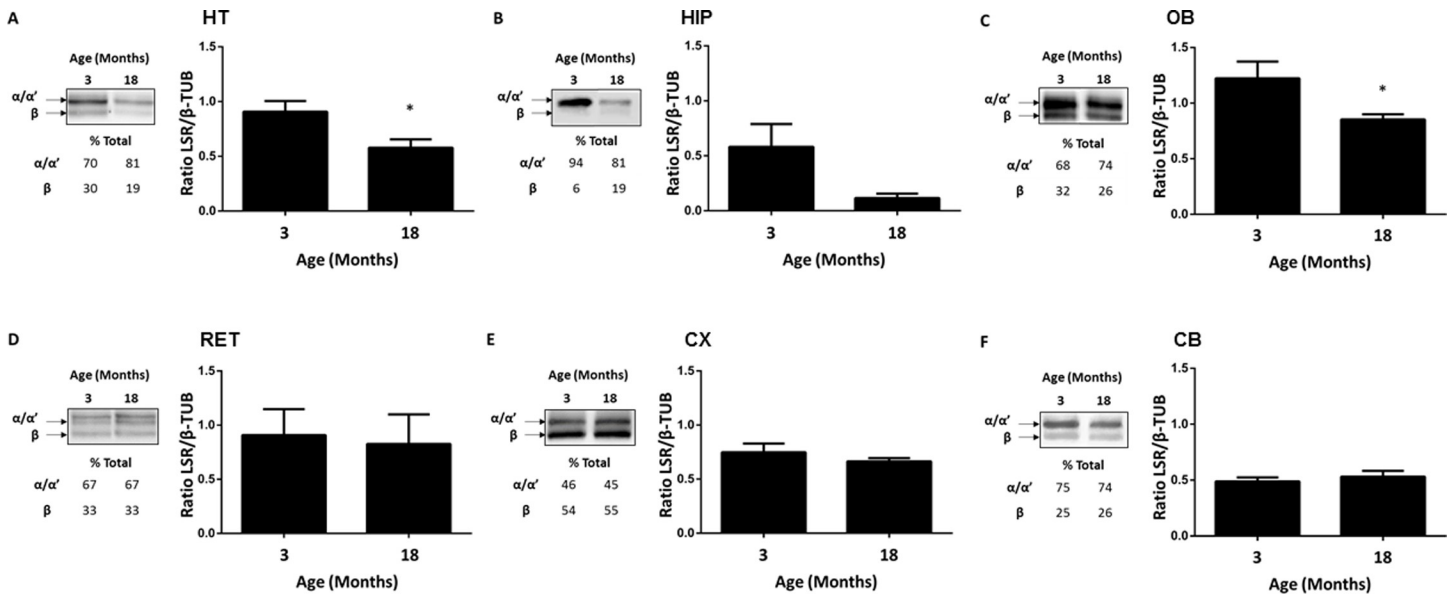 A HT
Age (Months)
3 18
α/α’
β
% Total
α/α’ 70 81
β 30 19
Ratio LSR/β-TUB
1.5
1.0
0.5
0.0
*
3 18
Age (Months)
B HIP
Age (Months)
3 18
α/α’
β
% Total
α/α’ 94 81
β 6 19
Ratio LSR/β-TUB
1.5
1.0
0.5
0.0
3 18
Age (Months)
C OB
Age (Months)
3 18
α/α’
β
% Total
α/α’ 68 74
β 32 26
Ratio LSR/β-TUB
1.5
1.0
0.5
0.0
*
3 18
Age (Months)
D RET
Age (Months)
3 18
α/α’
β
% Total
α/α’ 67 67
β 33 33
Ratio LSR/β-TUB
1.5
1.0
0.5
0.0
3 18
Age (Months)
E CX
Age (Months)
3 18
α/α’
β
% Total
α/α’ 46 45
β 54 55
Ratio LSR/β-TUB
1.5
1.0
0.5
0.0
3 18
Age (Months)
F CB
Age (Months)
3 18
α/α’
β
% Total
α/α’ 75 74
β 25 26
Ratio LSR/β-TUB
1.5
1.0
0.5
0.0
3 18
Age (Months)